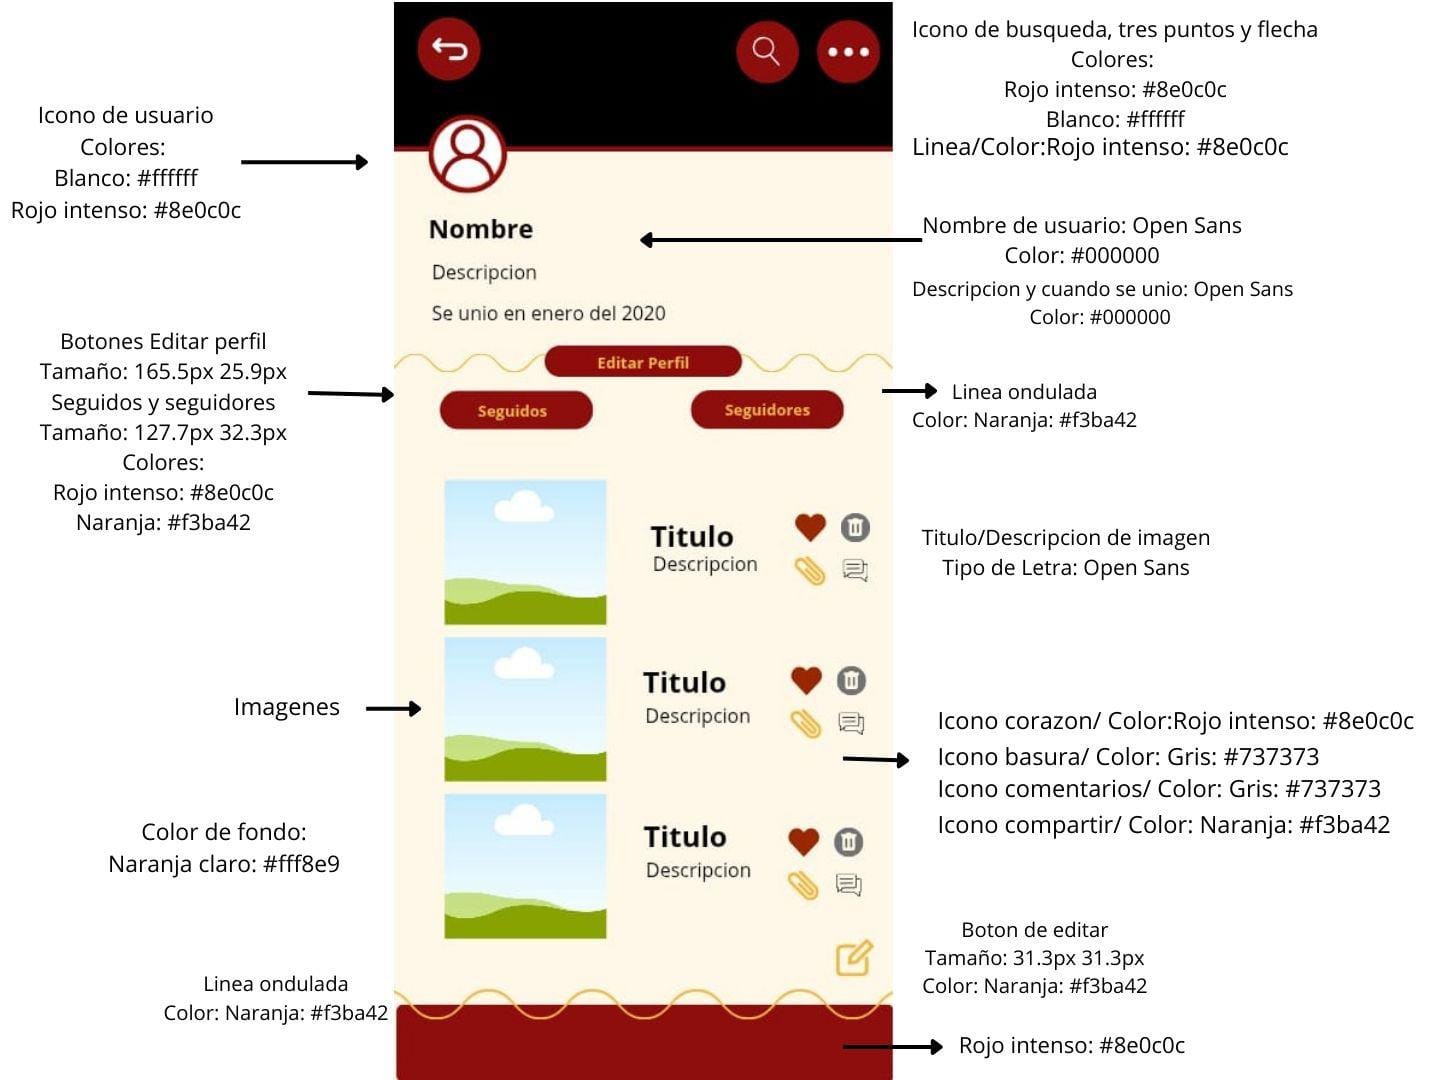 Icono de usuario
Colores:
Blanco: #ffffff
Rojo intenso: #8e0c0c
Botones Editar perfil
Tamaño: 165.5px 25.9px
Seguidos y seguidores
Tamaño: 127.7px 32.3px
Colores:
Rojo intenso: #8e0c0c
Naranja: #f3ba42
Imagenes
Color de fondo:
Naranja claro: #fff8e9
Linea ondulada
Color: Naranja: #f3ba42
Nombre
Descripcion
Se unio en enero del 2020
Editar Perfil
Seguidos
Seguidores
Titulo
Descripcion
Titulo
Descripcion
Titulo
Descripcion
Icono de busqueda, tres puntos y flecha
Colores:
Rojo intenso: #8e0c0c
Blanco: #ffffff
Linea/Color:Rojo intenso: #8e0c0c
Nombre de usuario: Open Sans
Color: #000000
Descripcion y cuando se unio: Open Sans
Color: #000000
Linea ondulada
Color: Naranja: #f3ba42
Titulo/Descripcion de imagen
Tipo de Letra: Open Sans
Icono corazon/ Color:Rojo intenso: #8e0c0c
Icono basura/ Color: Gris: #737373
Icono comentarios/ Color: Gris: #737373
Icono compartir/ Color: Naranja: #f3ba42
Boton de editar
Tamaño: 31.3px 31.3px
Color: Naranja: #f3ba42
Rojo intenso: #8e0c0c